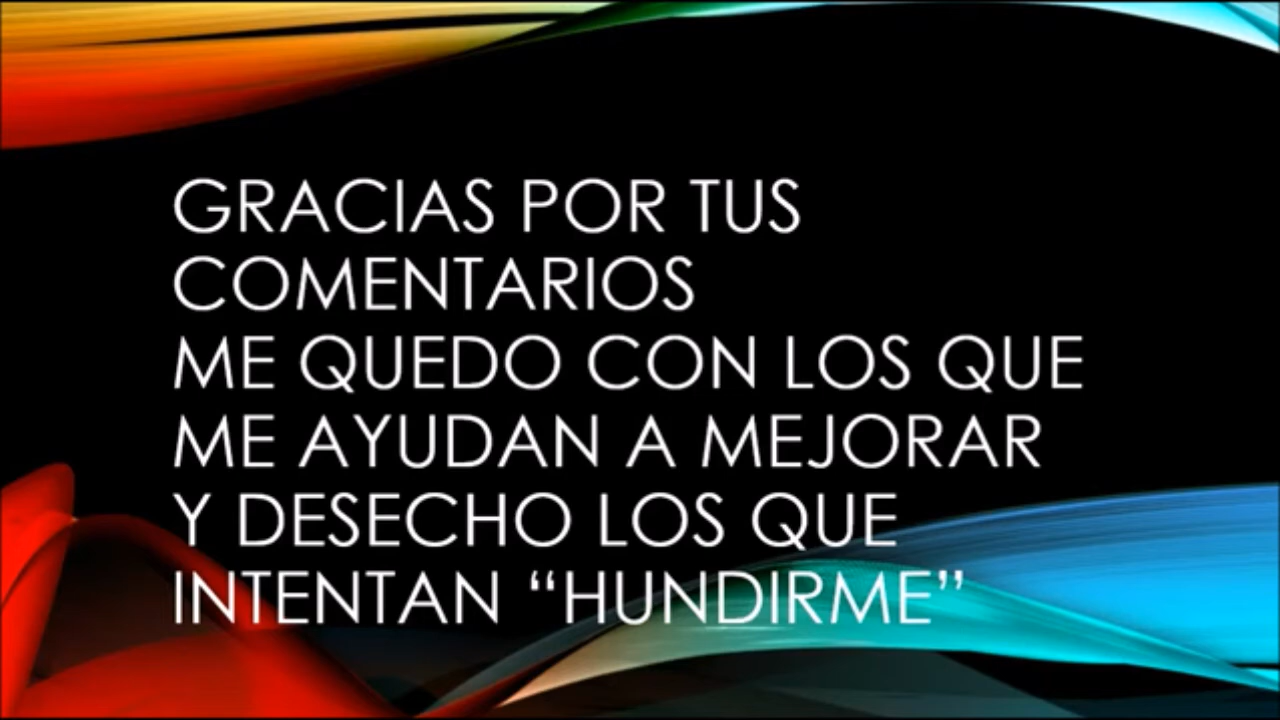 GRACIAS POR TUS
COMENTARIOS
ME QUEDO CON LOS QUE
ME AYUDAN A MEJORAR
Y DESECHO LOS QUE
INTENTAN “HUNDIRME”